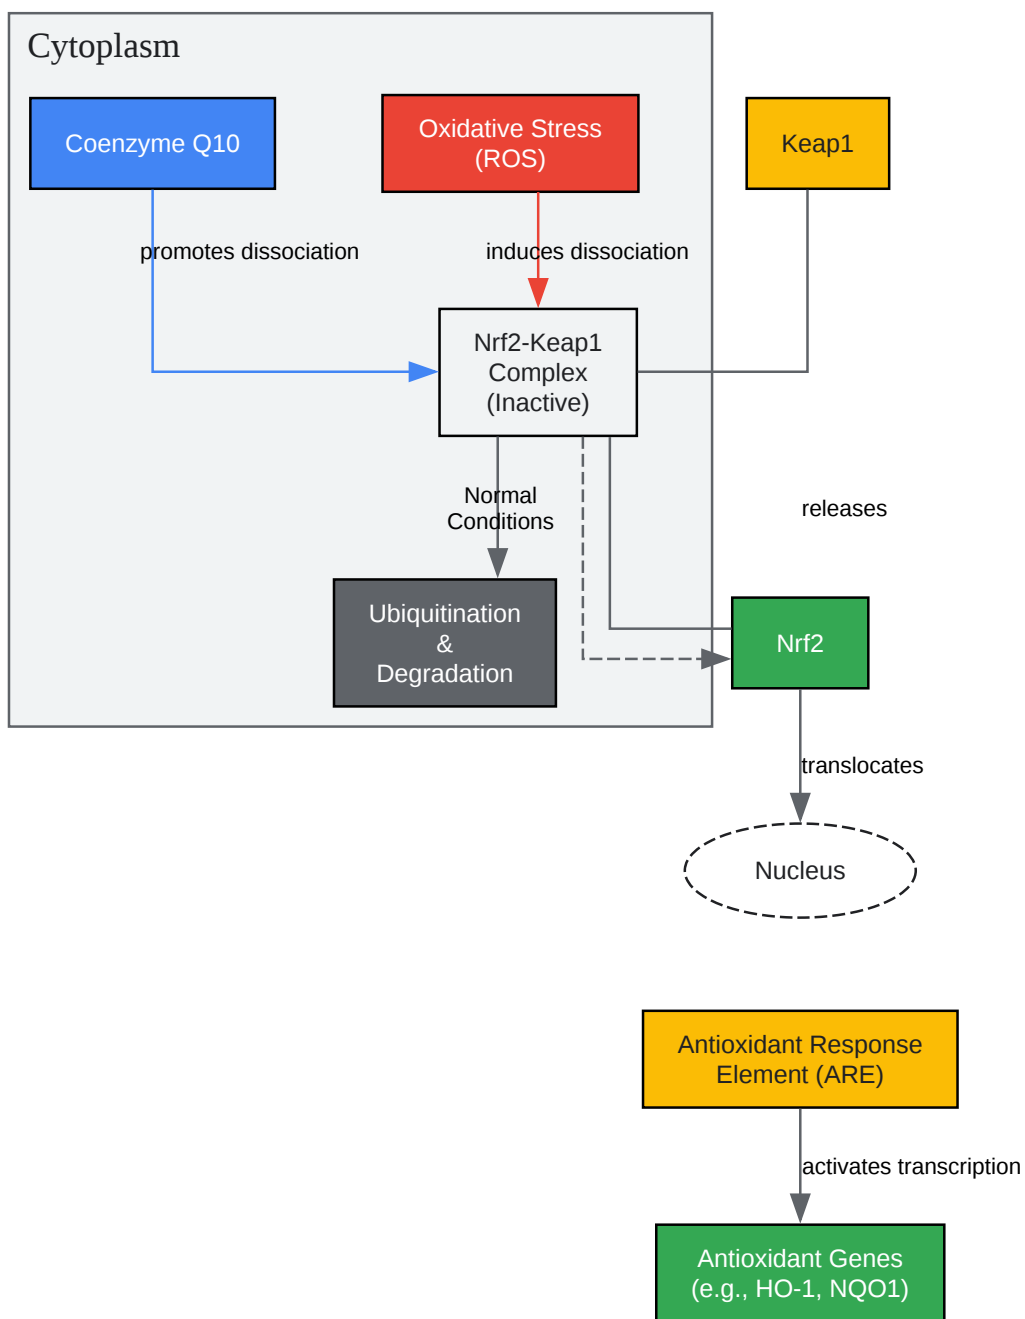 Cytoplasm
Coenzyme Q10
Oxidative Stress
(ROS)
Keap1
promotes dissociation
induces dissociation
Nrf2-Keap1
Complex
(Inactive)
Normal
Conditions
releases
Ubiquitination
&
Degradation
Nrf2
translocates
Nucleus
Antioxidant Response
Element (ARE)
activates transcription
Antioxidant Genes
(e.g., HO-1, NQO1)